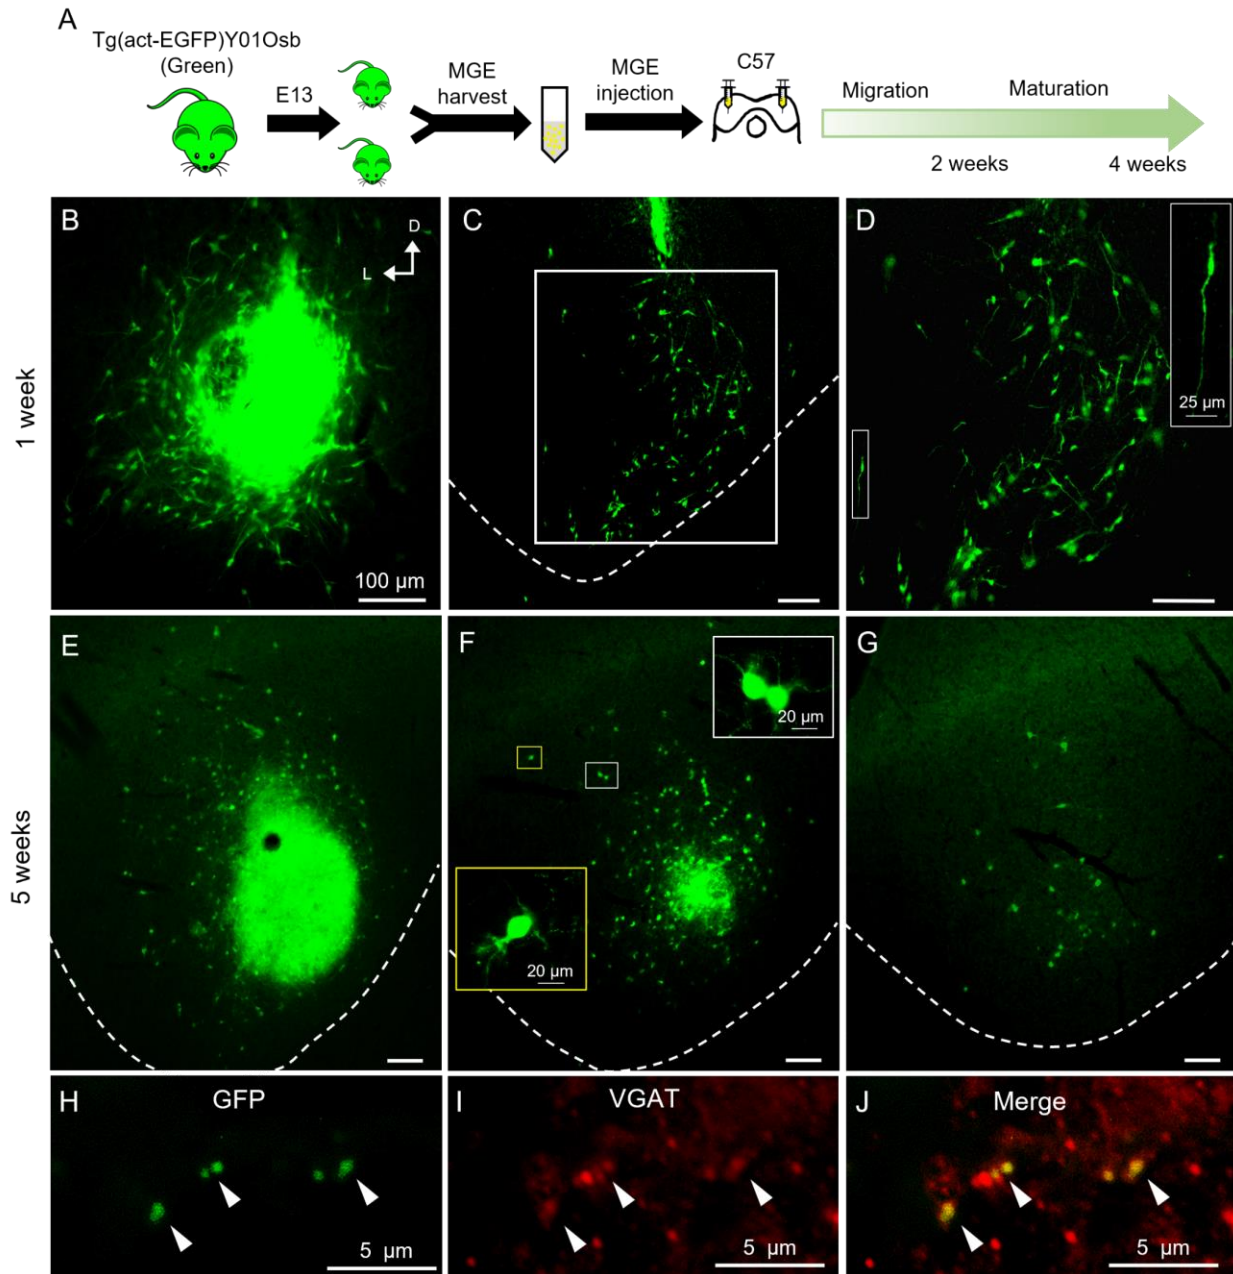 A
Tg(act-EGFP)Y01Osb
(Green)
E13
MGE
harvest
MGE
injection
C57
Migration
Maturation
2 weeks
4 weeks
1 week
B
D
L
100 µm
C
D
25 µm
5 weeks
E
F
20 µm
20 µm
G
H
GFP
5 µm
I
VGAT
5 µm
J
Merge
5 µm